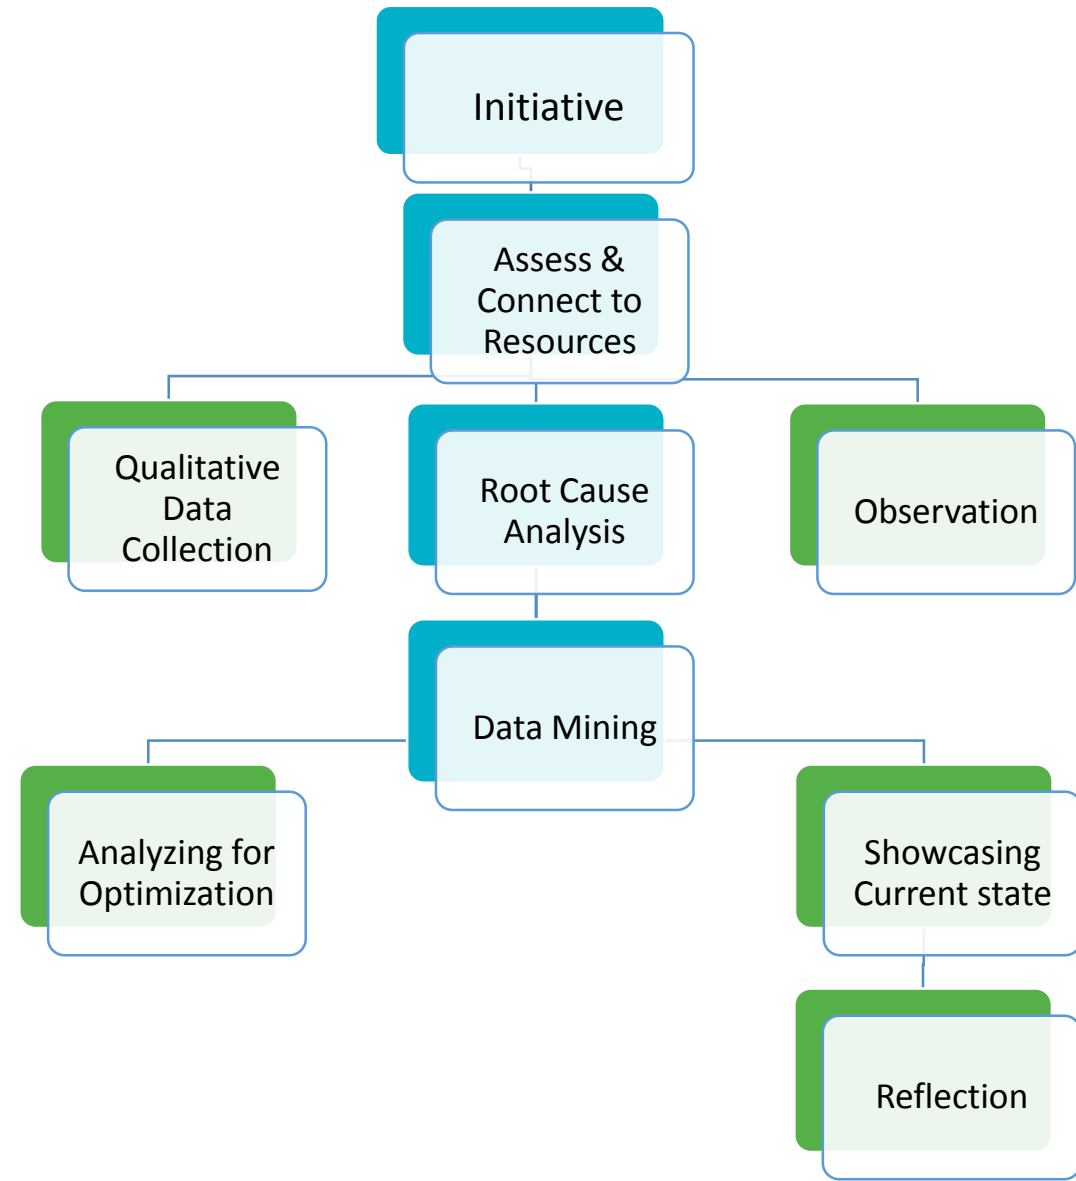 Initiative
Assess &
Connect to
Resources
Qualitative
Data
Collection
Root Cause
Analysis
Observation
Data Mining
Analyzing for
Optimization
Showcasing
Current state
Reflection